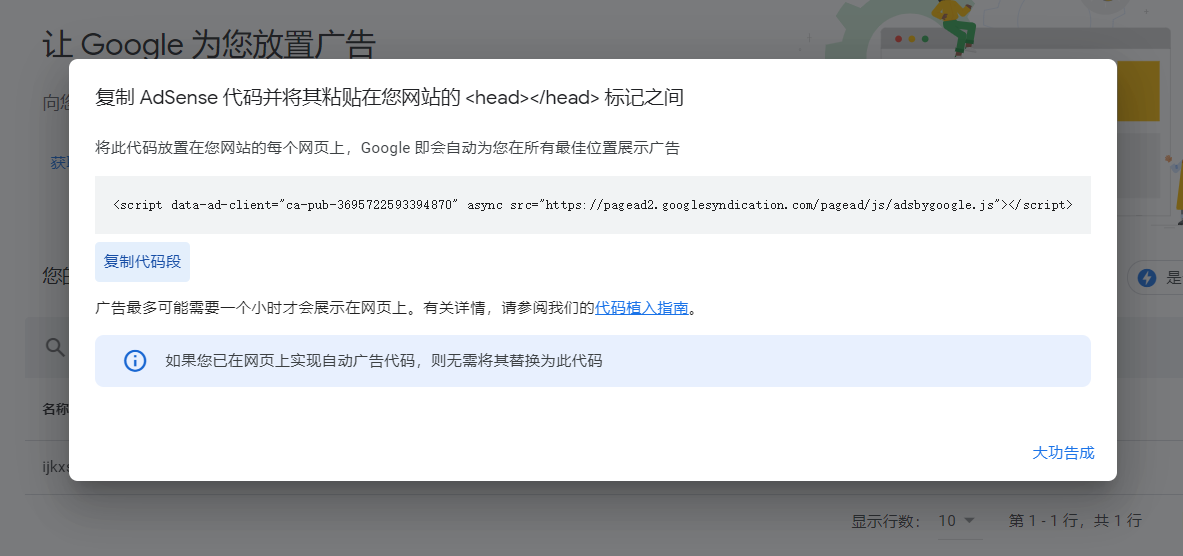 让 Google 为您放置广告
向您
获取
复制 AdSense 代码并将其粘贴在您网站的 <head></head> 标记之间
将此代码放置在您网站的每个网页上，Google 即会自动为您在所有最佳位置展示广告
<script data-ad-client="ca-pub-3695722593394870" async src="https://pagead2.googlesyndication.com/pagead/js/adsbygoogle.js"></script>
复制代码段
您的
是
广告最多可能需要一个小时才会展示在网页上。有关详情，请参阅我们的代码植入指南。
如果您已在网页上实现自动广告代码，则无需将其替换为此代码
名称
大功告成
ijkxs
显示行数： 10 第 1 - 1 行，共 1 行